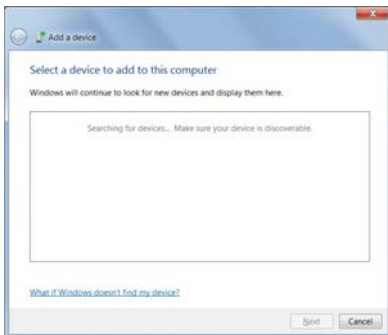 Add a device
Select a device to add to this computer
Windows will continue to look for new devices and display them here.
Searching for devices... Make sure your device is discoverable.
What if Windows doesn't find my device?
Next Cancel